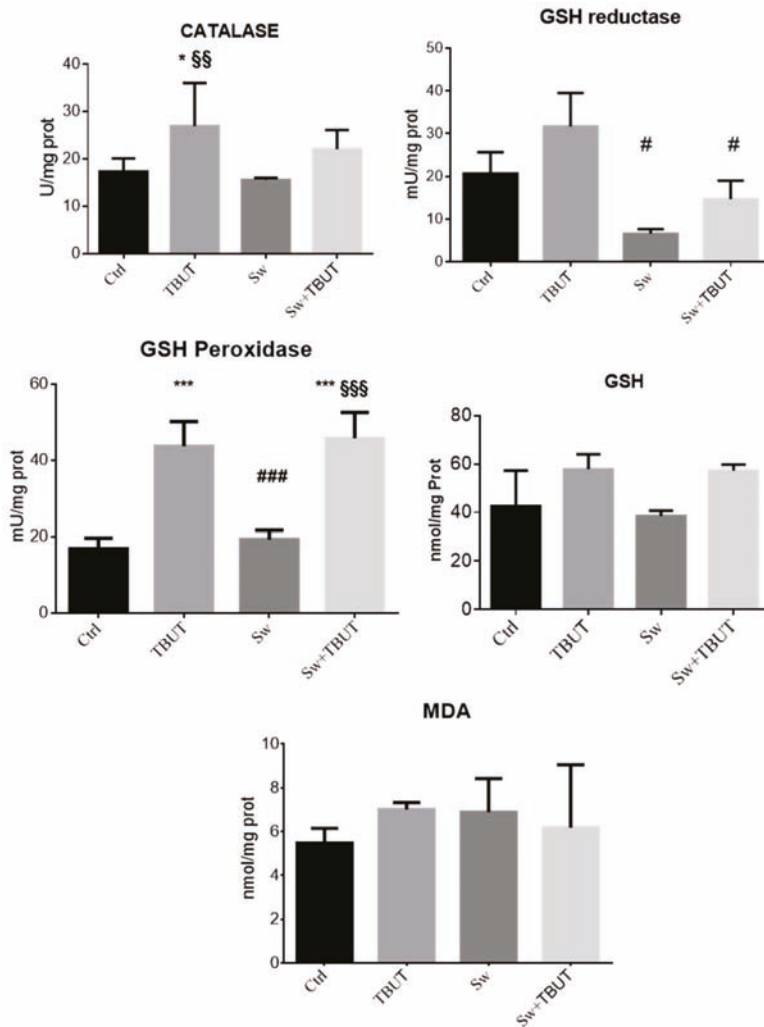 CATALASE
* §§
40
30
20
10
0
U/mg prot
Ctrl
TBUT
Sw
Sw+TBUT
GSH reductase
50
40
30
20
10
0
mU/mg prot
#
#
Ctrl
TBUT
Sw
Sw+TBUT
GSH Peroxidase
60
40
20
0
mU/mg prot
***
###
*** §§§
Ctrl
TBUT
Sw
Sw+TBUT
GSH
80
60
40
20
0
nmol/mg Prot
Ctrl
TBUT
Sw
Sw+TBUT
MDA
10
8
6
4
2
0
nmol/mg prot
Ctrl
TBUT
Sw
Sw+TBUT